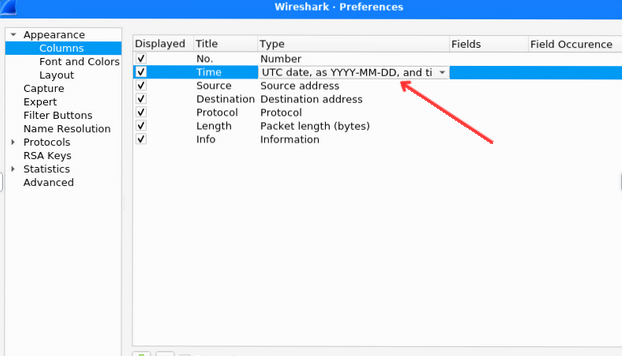 Wireshark · Preferences
Appearance
Columns
Font and Colors
Layout
Capture
Expert
Filter Buttons
Name Resolution
Protocols
RSA Keys
Statistics
Advanced
Displayed Title Type Fields Field Occurence
No. Number
Time UTC date, as YYYY-MM-DD, and ti
Source Source address
Destination Destination address
Protocol Protocol
Length Packet length (bytes)
Info Information